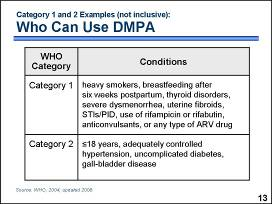 Category 1 and 2 Examples (not inclusive):
Who Can Use DMPA
WHO
Category
Conditions
Category 1
heavy smokers, breastfeeding after
six weeks postpartum, thyroid disorders,
severe dysmenorrhea, uterine fibroids,
STIs/PID, use of rifampicin or rifabutin,
anticonvulsants, or any type of ARV drug
Category 2
≤18 years, adequately controlled
hypertension, uncomplicated diabetes,
gall-bladder disease
Source: WHO, 2004; updated 2008.
13